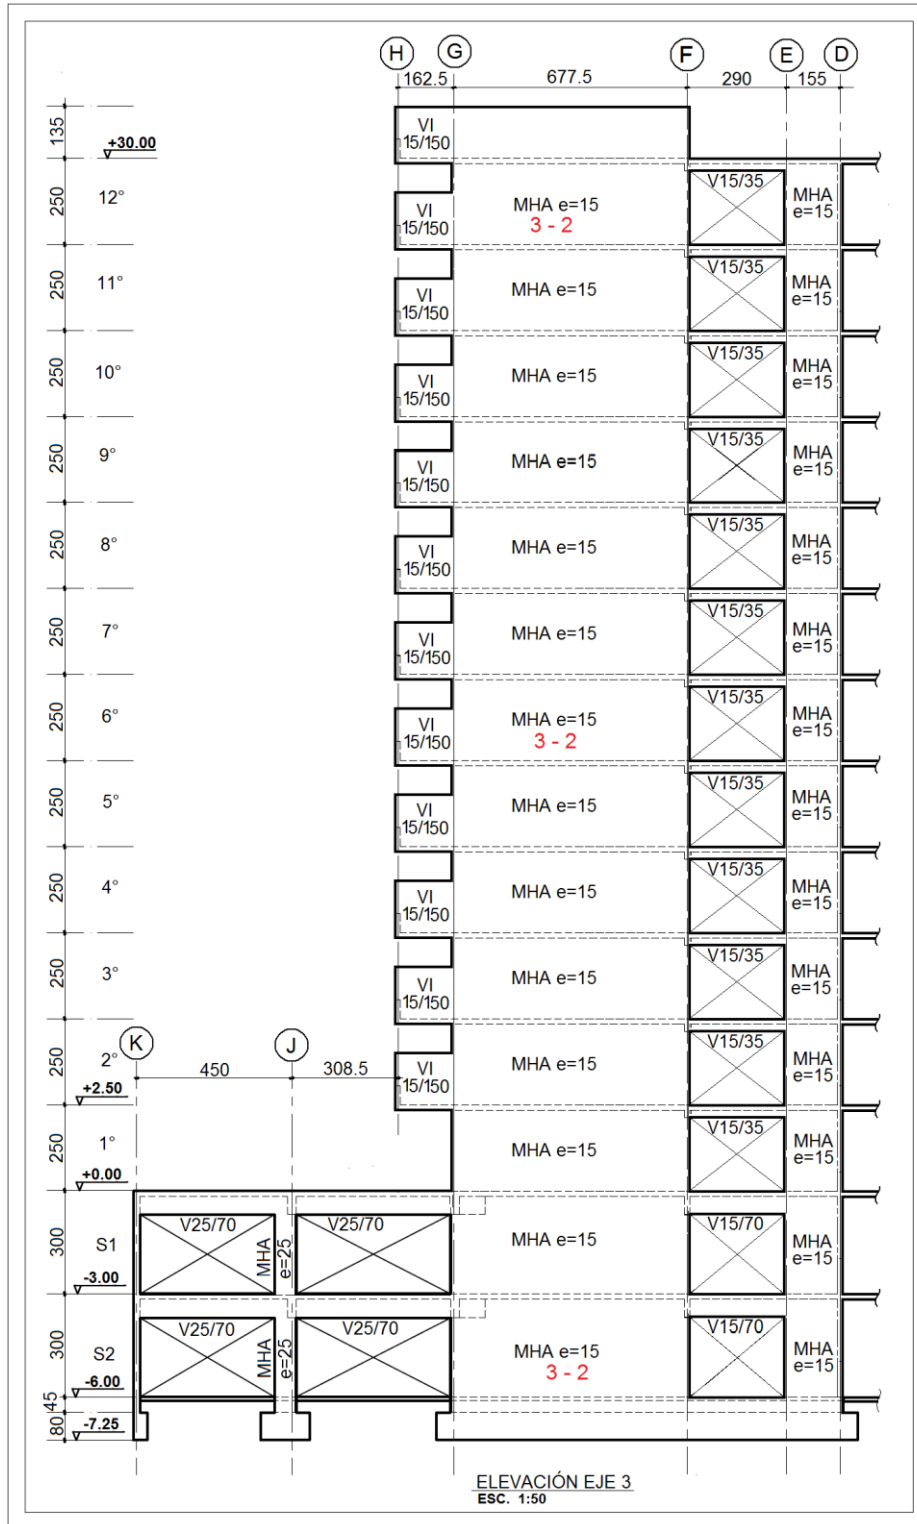 H G F E D
162.5 677.5 290 155
135
+30.00
VI
15/150
250 12°
VI
15/150
MHA e=15
3 - 2
V15/35
MHA
e=15
250 11°
VI
15/150
MHA e=15
V15/35
MHA
e=15
250 10°
VI
15/150
MHA e=15
V15/35
MHA
e=15
250 9°
VI
15/150
MHA e=15
V15/35
MHA
e=15
250 8°
VI
15/150
MHA e=15
V15/35
MHA
e=15
250 7°
VI
15/150
MHA e=15
V15/35
MHA
e=15
250 6°
VI
15/150
MHA e=15
3 - 2
V15/35
MHA
e=15
250 5°
VI
15/150
MHA e=15
V15/35
MHA
e=15
250 4°
VI
15/150
MHA e=15
V15/35
MHA
e=15
250 3°
VI
15/150
MHA e=15
V15/35
MHA
e=15
K J
450 308.5
250 2°
+2.50
VI
15/150
MHA e=15
V15/35
MHA
e=15
250 1°
+0.00
MHA e=15
V15/35
MHA
e=15
300 S1
-3.00
V25/70
MHA
e=25
V25/70
MHA e=15
V15/70
MHA
e=15
300 S2
-6.00
V25/70
MHA
e=25
V25/70
MHA e=15
3 - 2
V15/70
MHA
e=15
45
80
-7.25
ELEVACIÓN EJE 3
ESC. 1:50